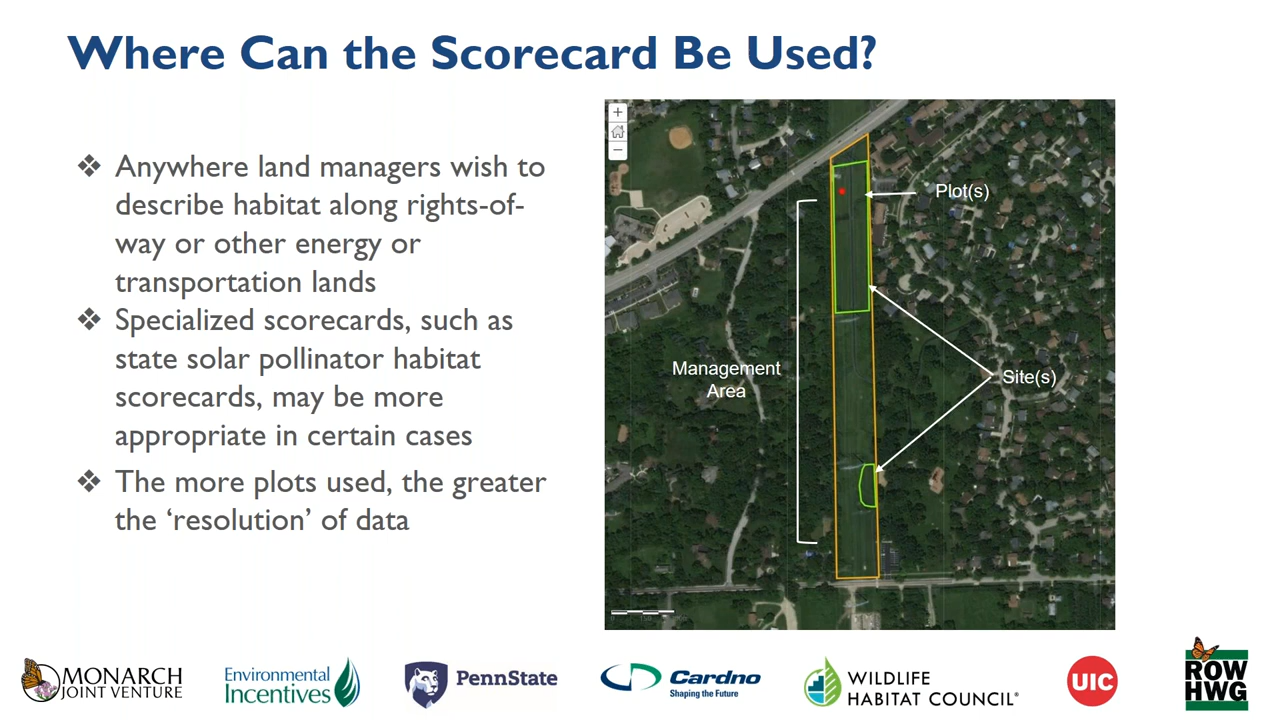 Where Can the Scorecard Be Used?
❖ Anywhere land managers wish to
describe habitat along rights-of-
way or other energy or
transportation lands
❖ Specialized scorecards, such as
state solar pollinator habitat
scorecards, may be more
appropriate in certain cases
❖ The more plots used, the greater
the ‘resolution’ of data
Plot(s)
Management
Area
Site(s)
MONARCH
JOINT VENTURE
Environmental
Incentives
PennState
Cardno
Shaping the Future
WILDLIFE
HABITAT COUNCIL®
UIC
ROW
HWG